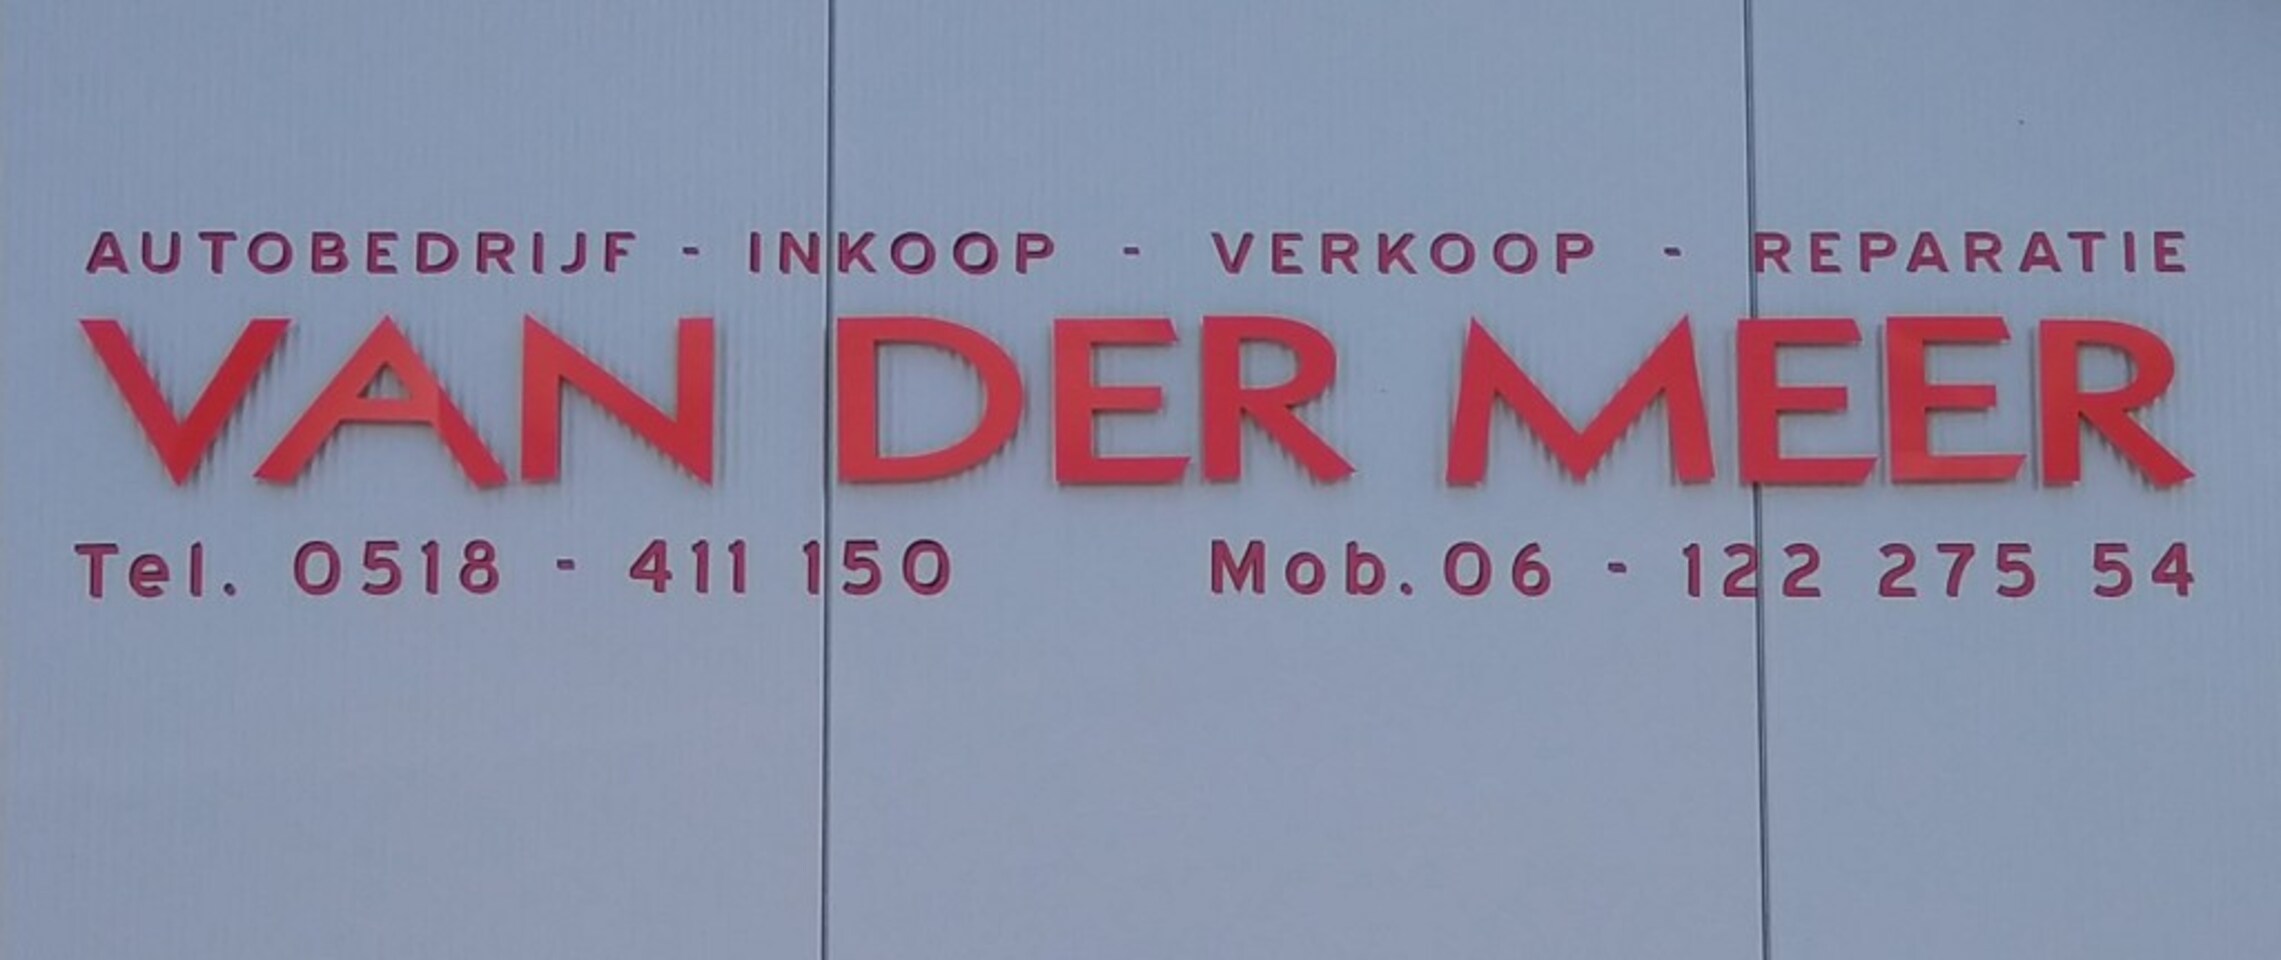 AUTOBEDRIJF - INKOOP - VERKOOP - REPARATIE
VAN DER MEER
Tel. 0518 - 411 150 Mob. 06 - 122 275 54